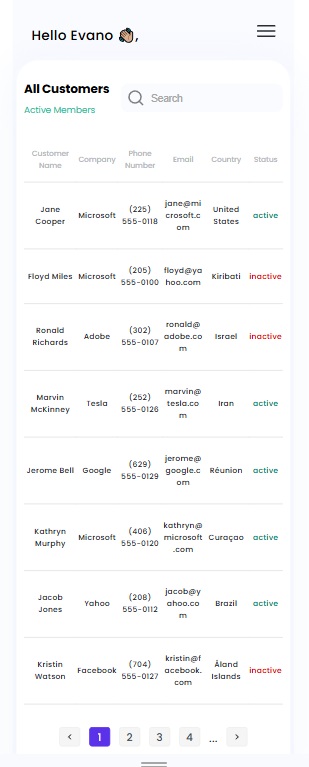 Hello Evano 👋🏼,
All Customers
Active Members
Search
Customer Name Company Phone Number Email Country Status
Jane Cooper Microsoft (225) 555-0118 jane@microsoft.com United States active
Floyd Miles Microsoft (205) 555-0100 floyd@yahoo.com Kiribati inactive
Ronald Richards Adobe (302) 555-0107 ronald@adobe.com Israel inactive
Marvin McKinney Tesla (252) 555-0126 marvin@tesla.com Iran active
Jerome Bell Google (629) 555-0129 jerome@google.com Réunion active
Kathryn Murphy Microsoft (406) 555-0120 kathryn@microsoft.com Curaçao active
Jacob Jones Yahoo (208) 555-0112 jacob@yahoo.com Brazil active
Kristin Watson Facebook (704) 555-0127 kristin@facebook.com Åland Islands inactive
< 1 2 3 4 ... >